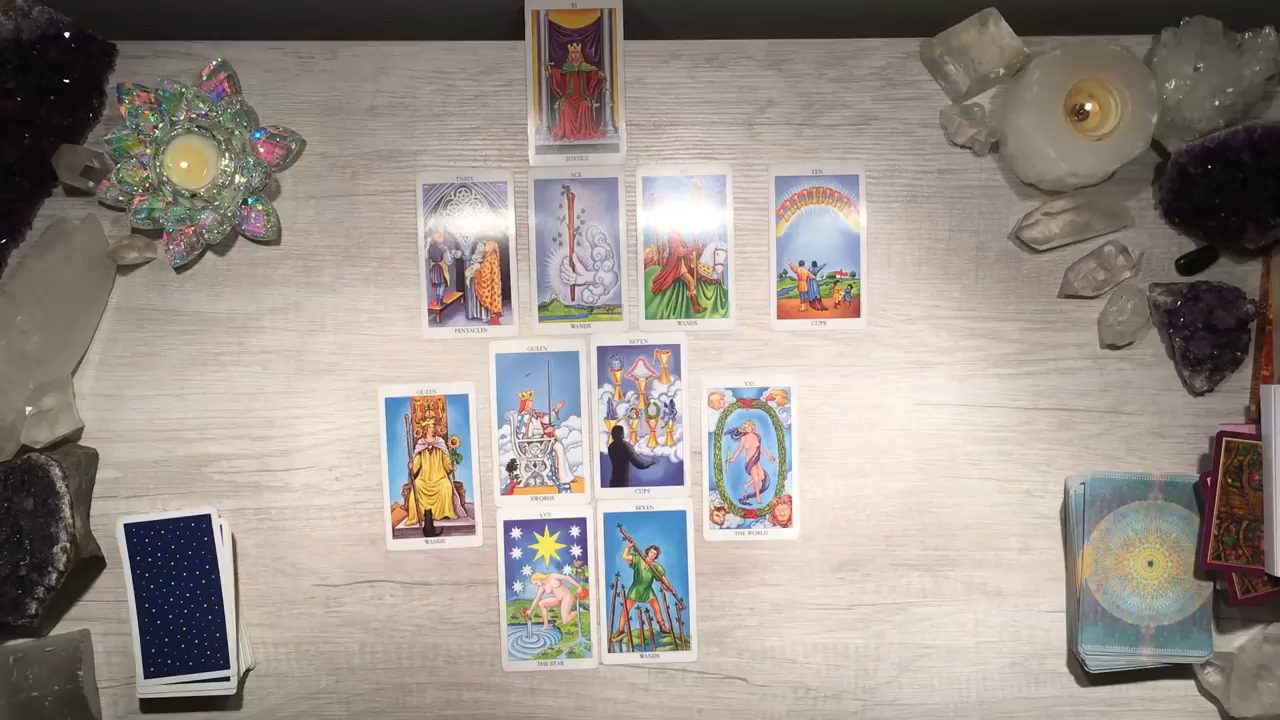 XI
JUSTICE
THREE
PENTACLES
ACE
WANDS
WANDS
TEN
CUPS
QUEEN
WANDS
QUEEN
SWORDS
SEVEN
CUPS
XXI
THE WORLD
XVII
THE STAR
SEVEN
WANDS